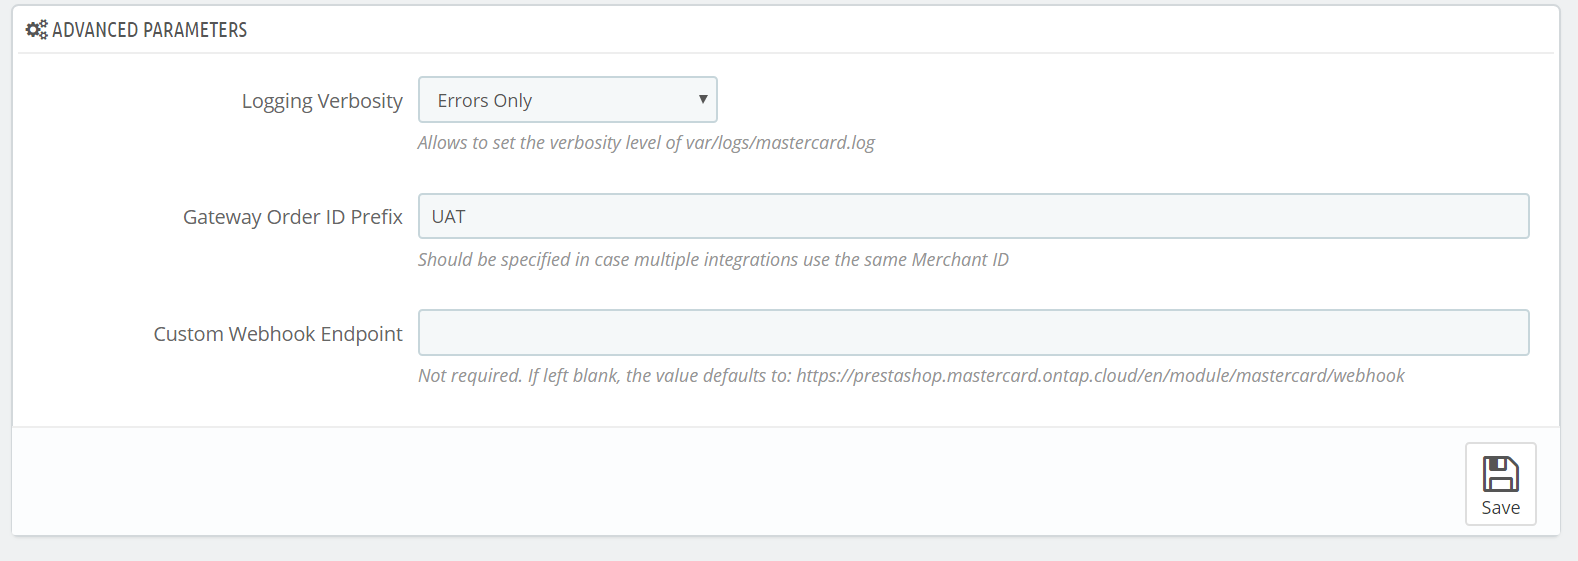 ADVANCED PARAMETERS
Logging Verbosity
Errors Only
Allows to set the verbosity level of var/logs/mastercard.log
Gateway Order ID Prefix
UAT
Should be specified in case multiple integrations use the same Merchant ID
Custom Webhook Endpoint
Not required. If left blank, the value defaults to: https://prestashop.mastercard.ontap.cloud/en/module/mastercard/webhook
Save